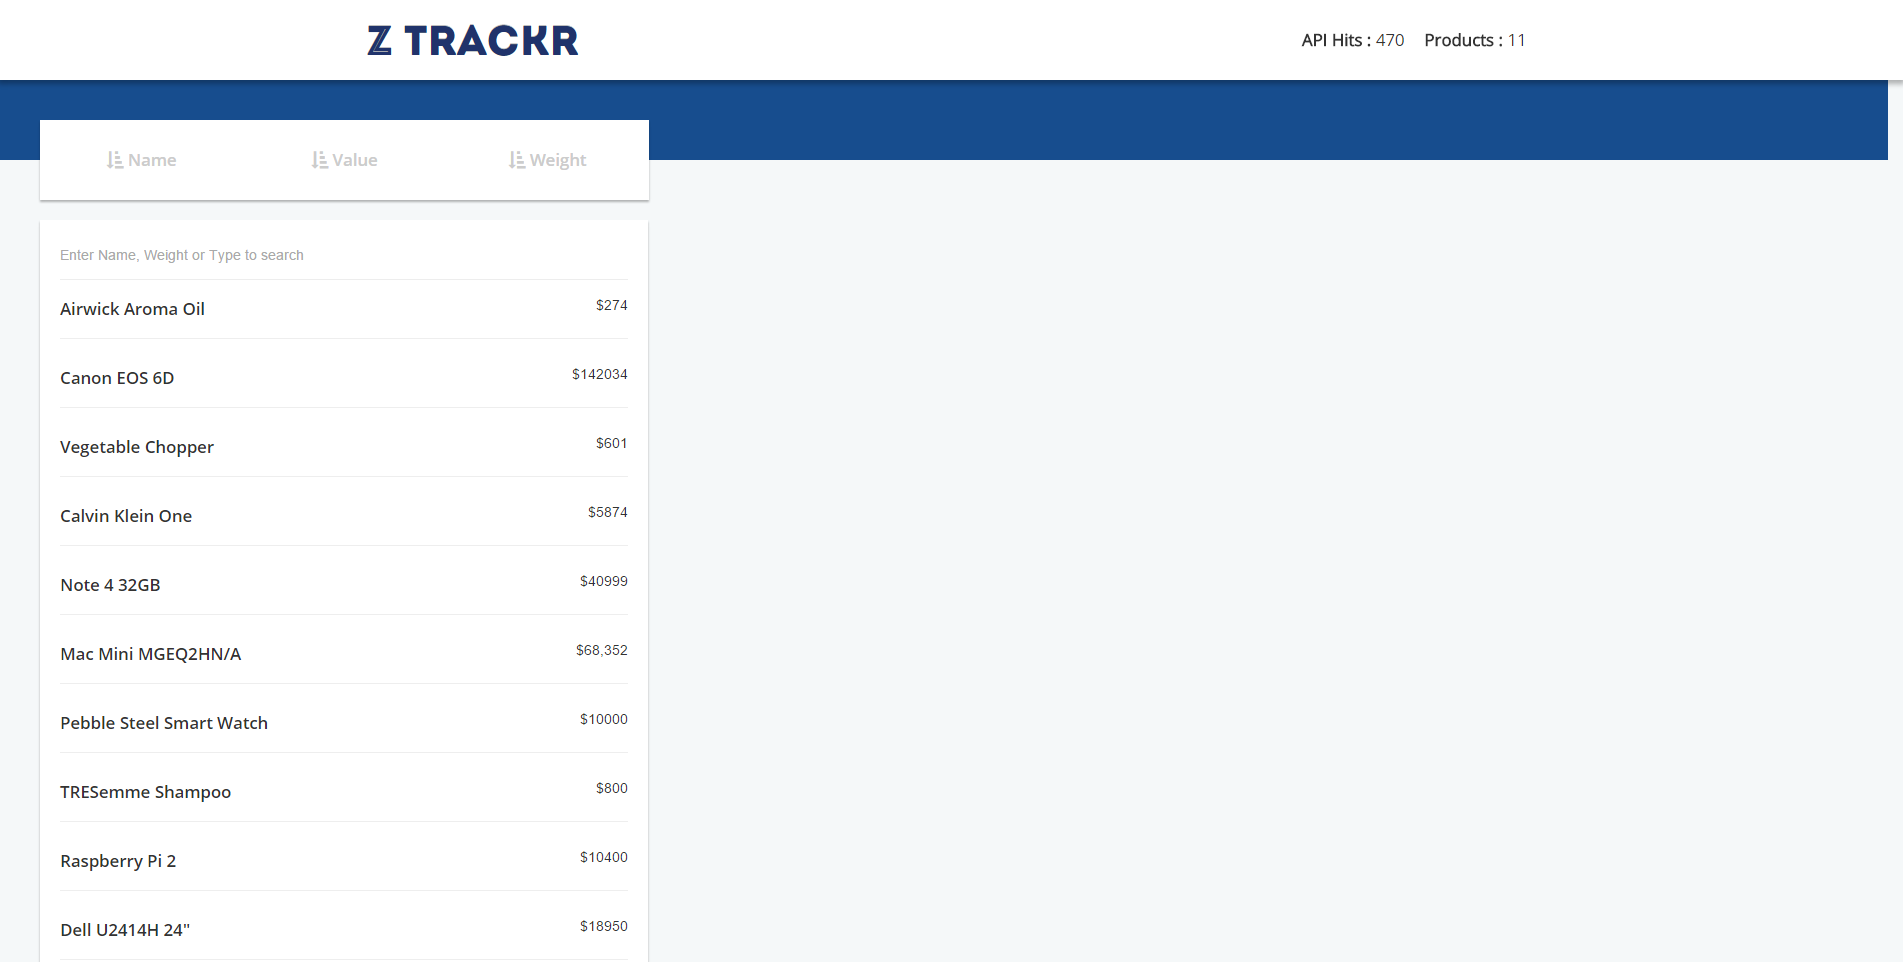 Z TRACKR
API Hits : 470 Products : 11
Name Value Weight
Enter Name, Weight or Type to search
Airwick Aroma Oil $274
Canon EOS 6D $142034
Vegetable Chopper $601
Calvin Klein One $5874
Note 4 32GB $40999
Mac Mini MGEQ2HN/A $68,352
Pebble Steel Smart Watch $10000
TRESemme Shampoo $800
Raspberry Pi 2 $10400
Dell U2414H 24" $18950